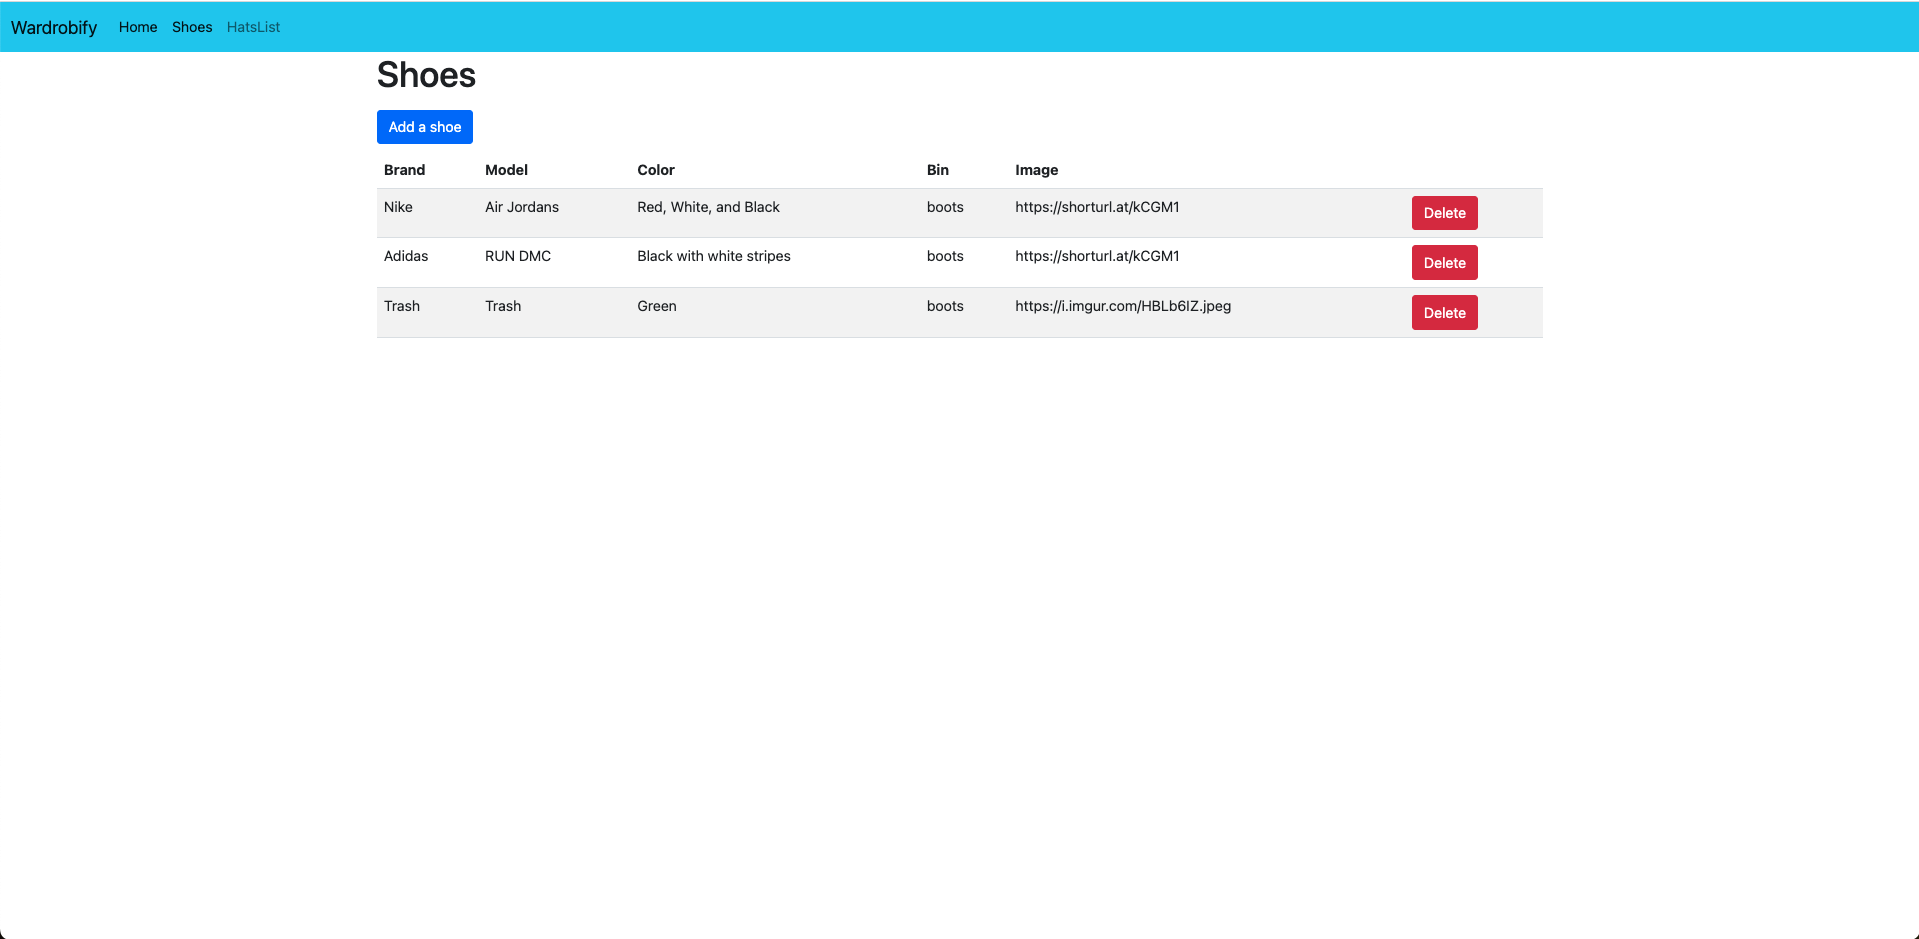 Wardrobify Home Shoes HatsList
Shoes
Add a shoe
Brand Model Color Bin Image
Nike Air Jordans Red, White, and Black boots https://shorturl.at/kCGM1 Delete
Adidas RUN DMC Black with white stripes boots https://shorturl.at/kCGM1 Delete
Trash Trash Green boots https://i.imgur.com/HBLb6IZ.jpeg Delete